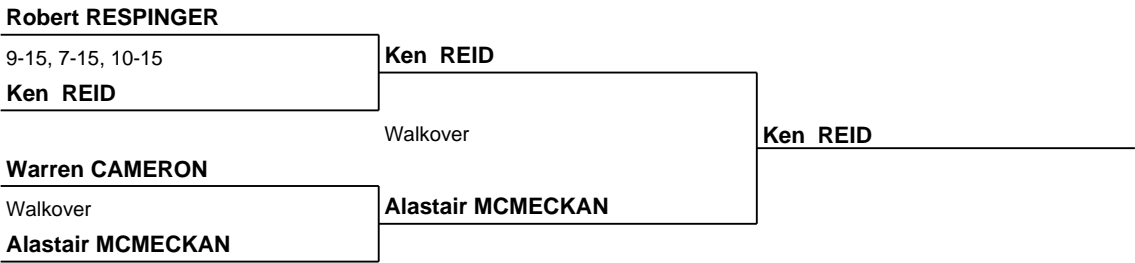 Robert RESPINGER
9-15, 7-15, 10-15
Ken REID
Ken REID
Walkover
Ken REID
Warren CAMERON
Walkover
Alastair MCMECKAN
Alastair MCMECKAN